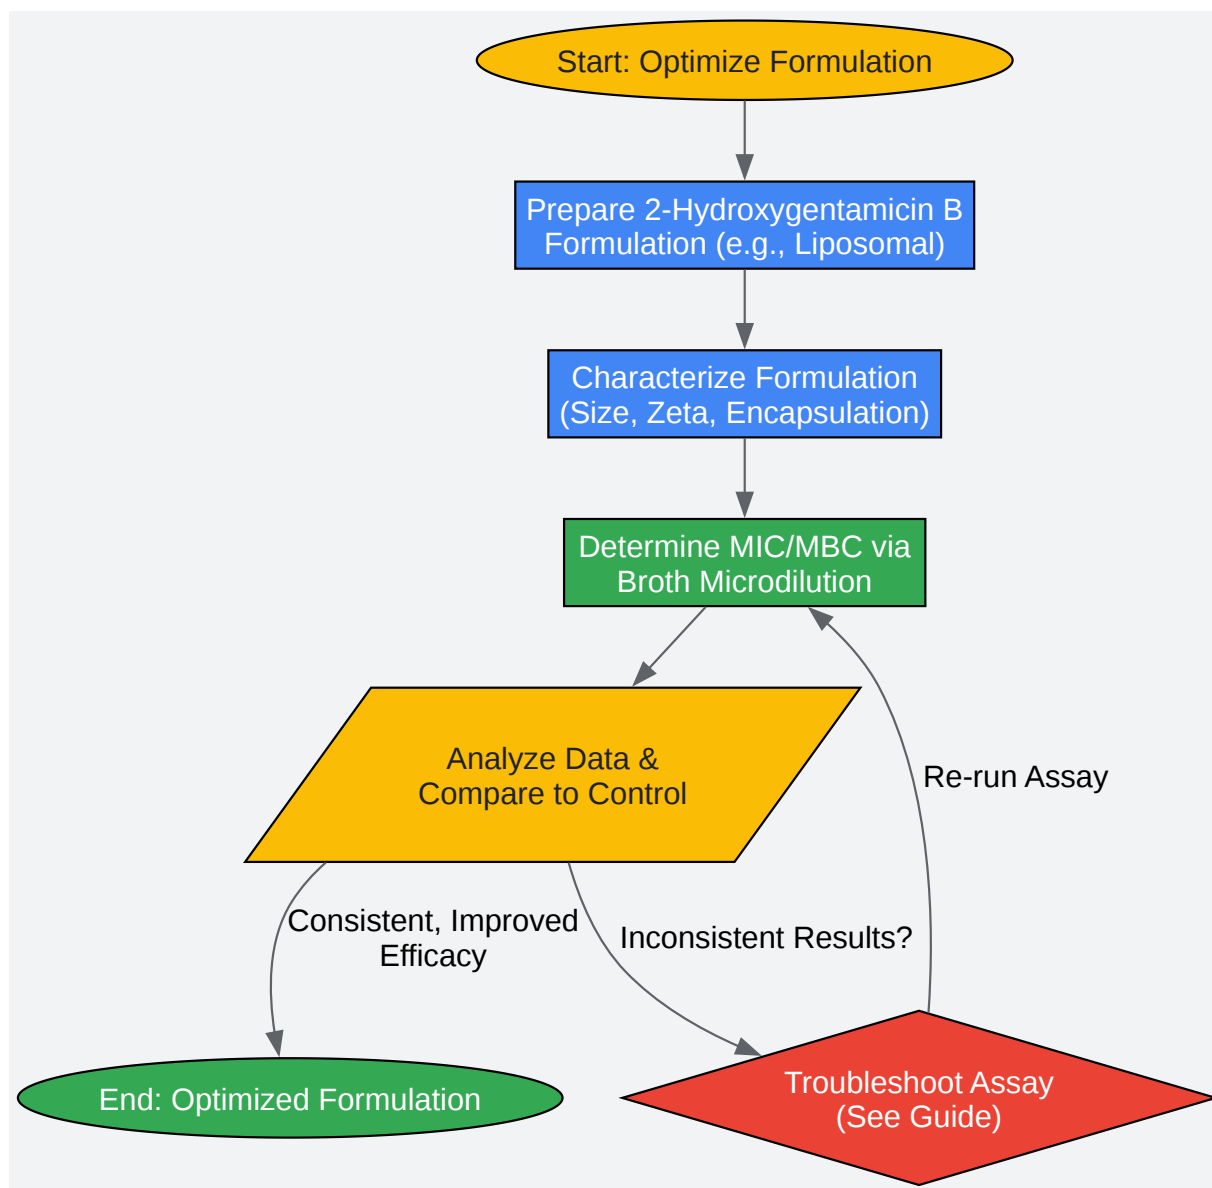 Start: Optimize Formulation
Prepare 2-Hydroxygentamicin B
Formulation (e.g., Liposomal)
Characterize Formulation
(Size, Zeta, Encapsulation)
Determine MIC/MBC via
Broth Microdilution
Analyze Data &
Compare to Control
Re-run Assay
Consistent, Improved
Efficacy
Inconsistent Results?
End: Optimized Formulation
Troubleshoot Assay
(See Guide)